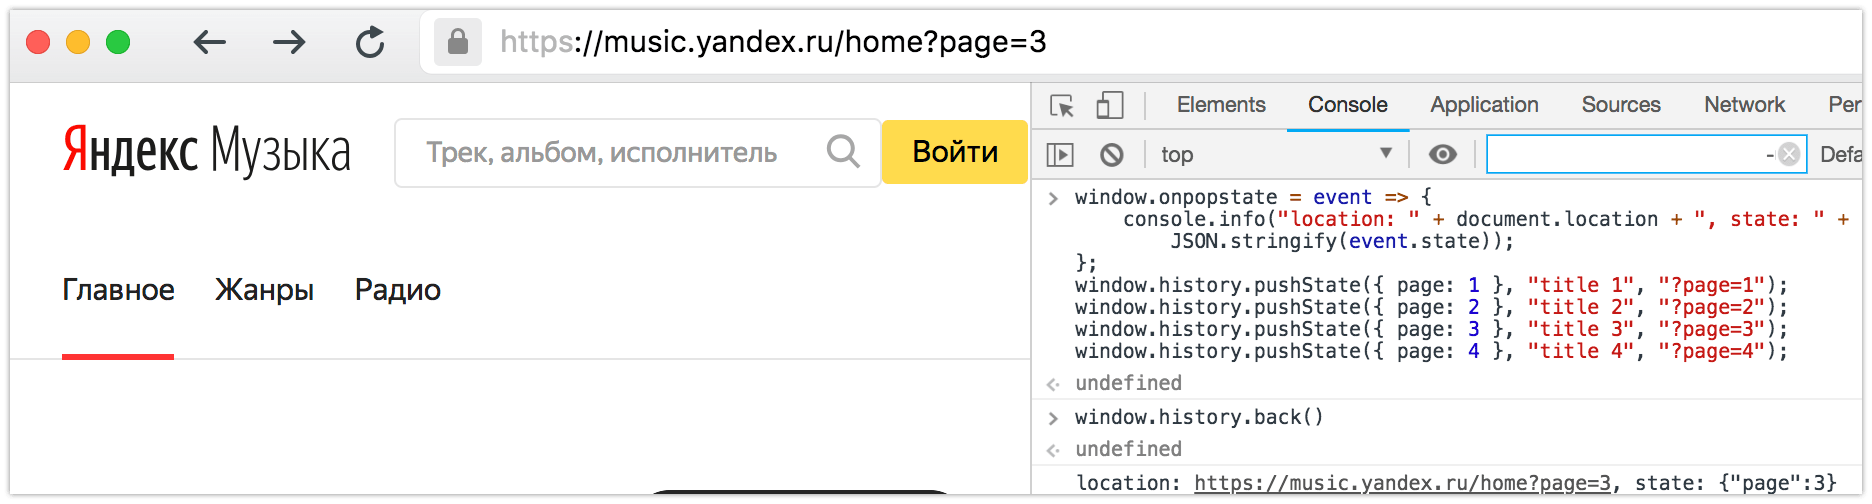 https://music.yandex.ru/home?page=3
Яндекс Музыка
Трек, альбом, исполнитель
Войти
Главное Жанры Радио
Elements Console Application Sources Network Per
top ▼ - Defa
window.onpopstate = event => {
console.info("location: " + document.location + ", state: " +
JSON.stringify(event.state));
};
window.history.pushState({ page: 1 }, "title 1", "?page=1");
window.history.pushState({ page: 2 }, "title 2", "?page=2");
window.history.pushState({ page: 3 }, "title 3", "?page=3");
window.history.pushState({ page: 4 }, "title 4", "?page=4");
undefined
window.history.back()
undefined
location: https://music.yandex.ru/home?page=3, state: {"page":3}